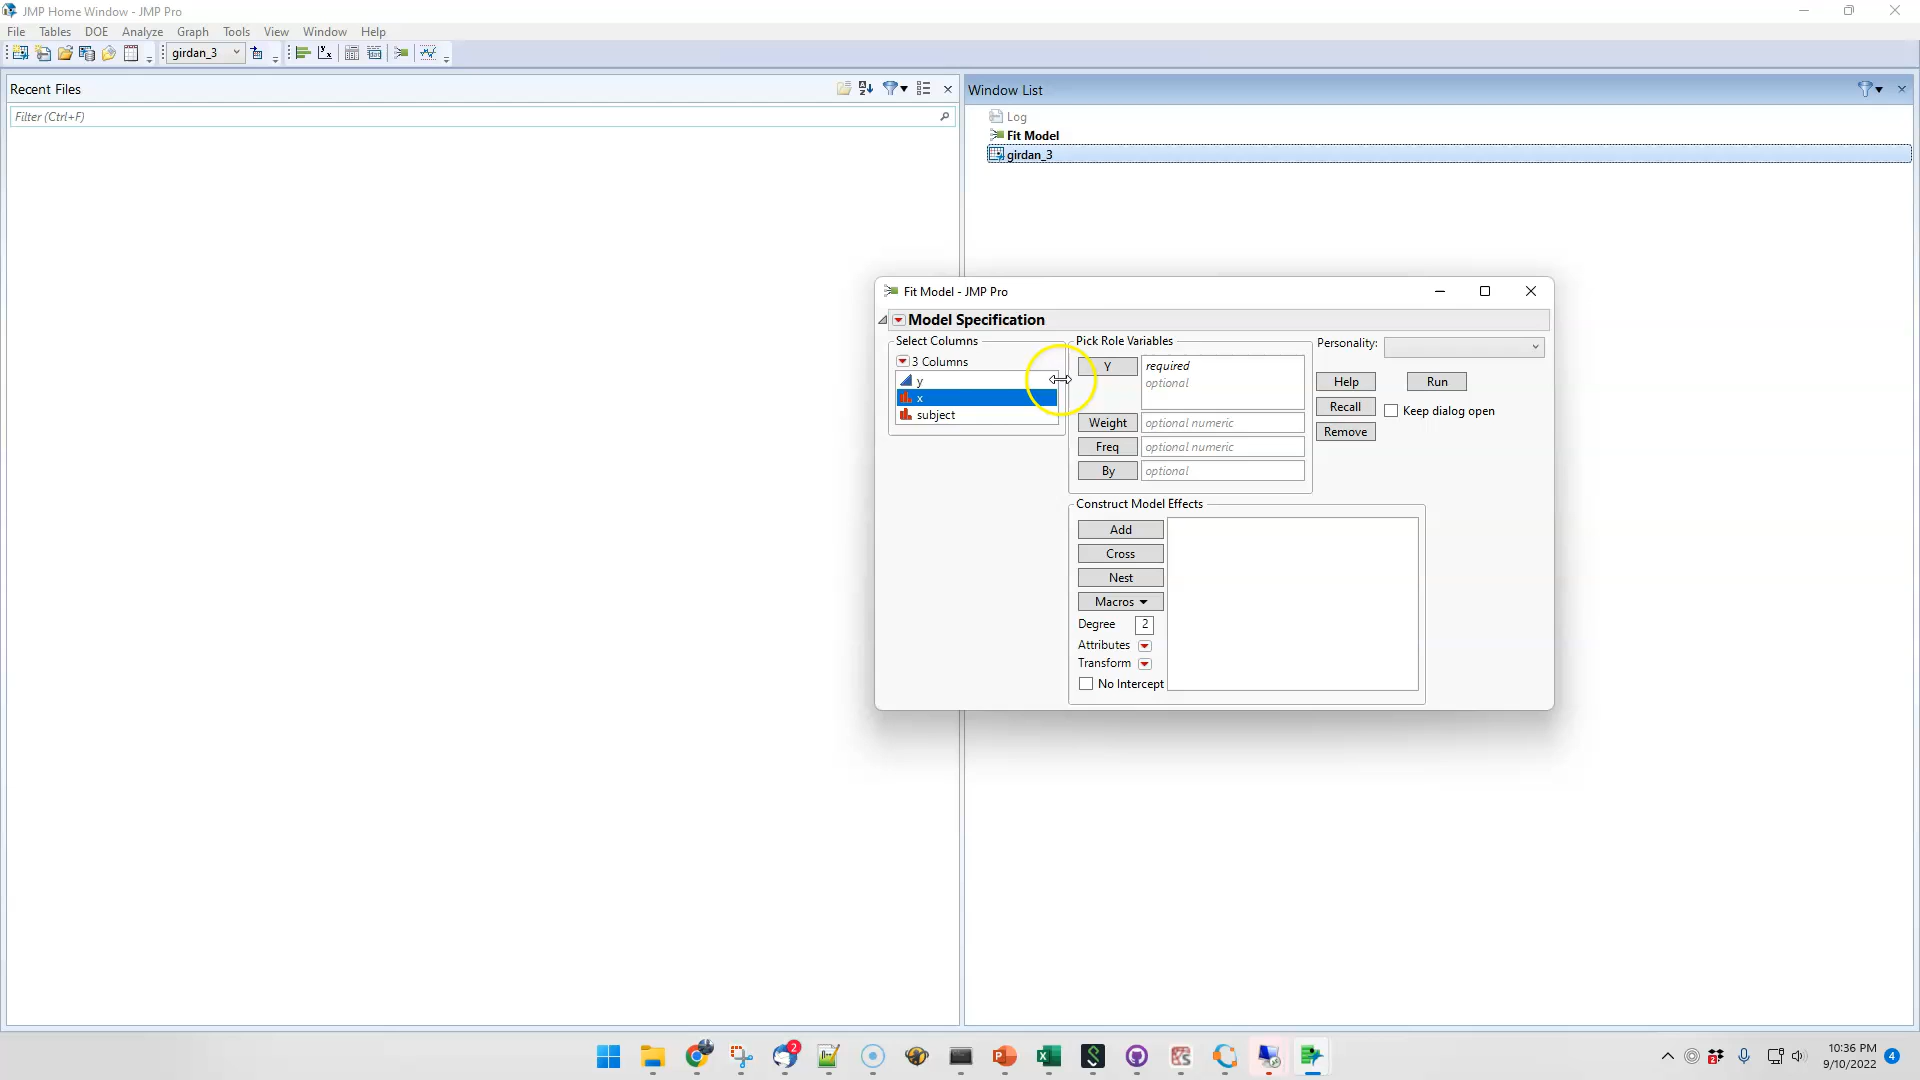 JMP Home Window - JMP Pro
File Tables DOE Analyze Graph Tools View Window Help
girdan_3
Recent Files
Filter (Ctrl+F)
Window List
Log
Fit Model
girdan_3
Fit Model - JMP Pro
Model Specification
Select Columns
3 Columns
y
x
subject
Pick Role Variables
Y
required
optional
Weight
optional numeric
Freq
optional numeric
By
optional
Personality:
Help
Run
Recall
Keep dialog open
Remove
Construct Model Effects
Add
Cross
Nest
Macros
Degree 2
Attributes
Transform
No Intercept
2
10:36 PM
9/10/2022
4